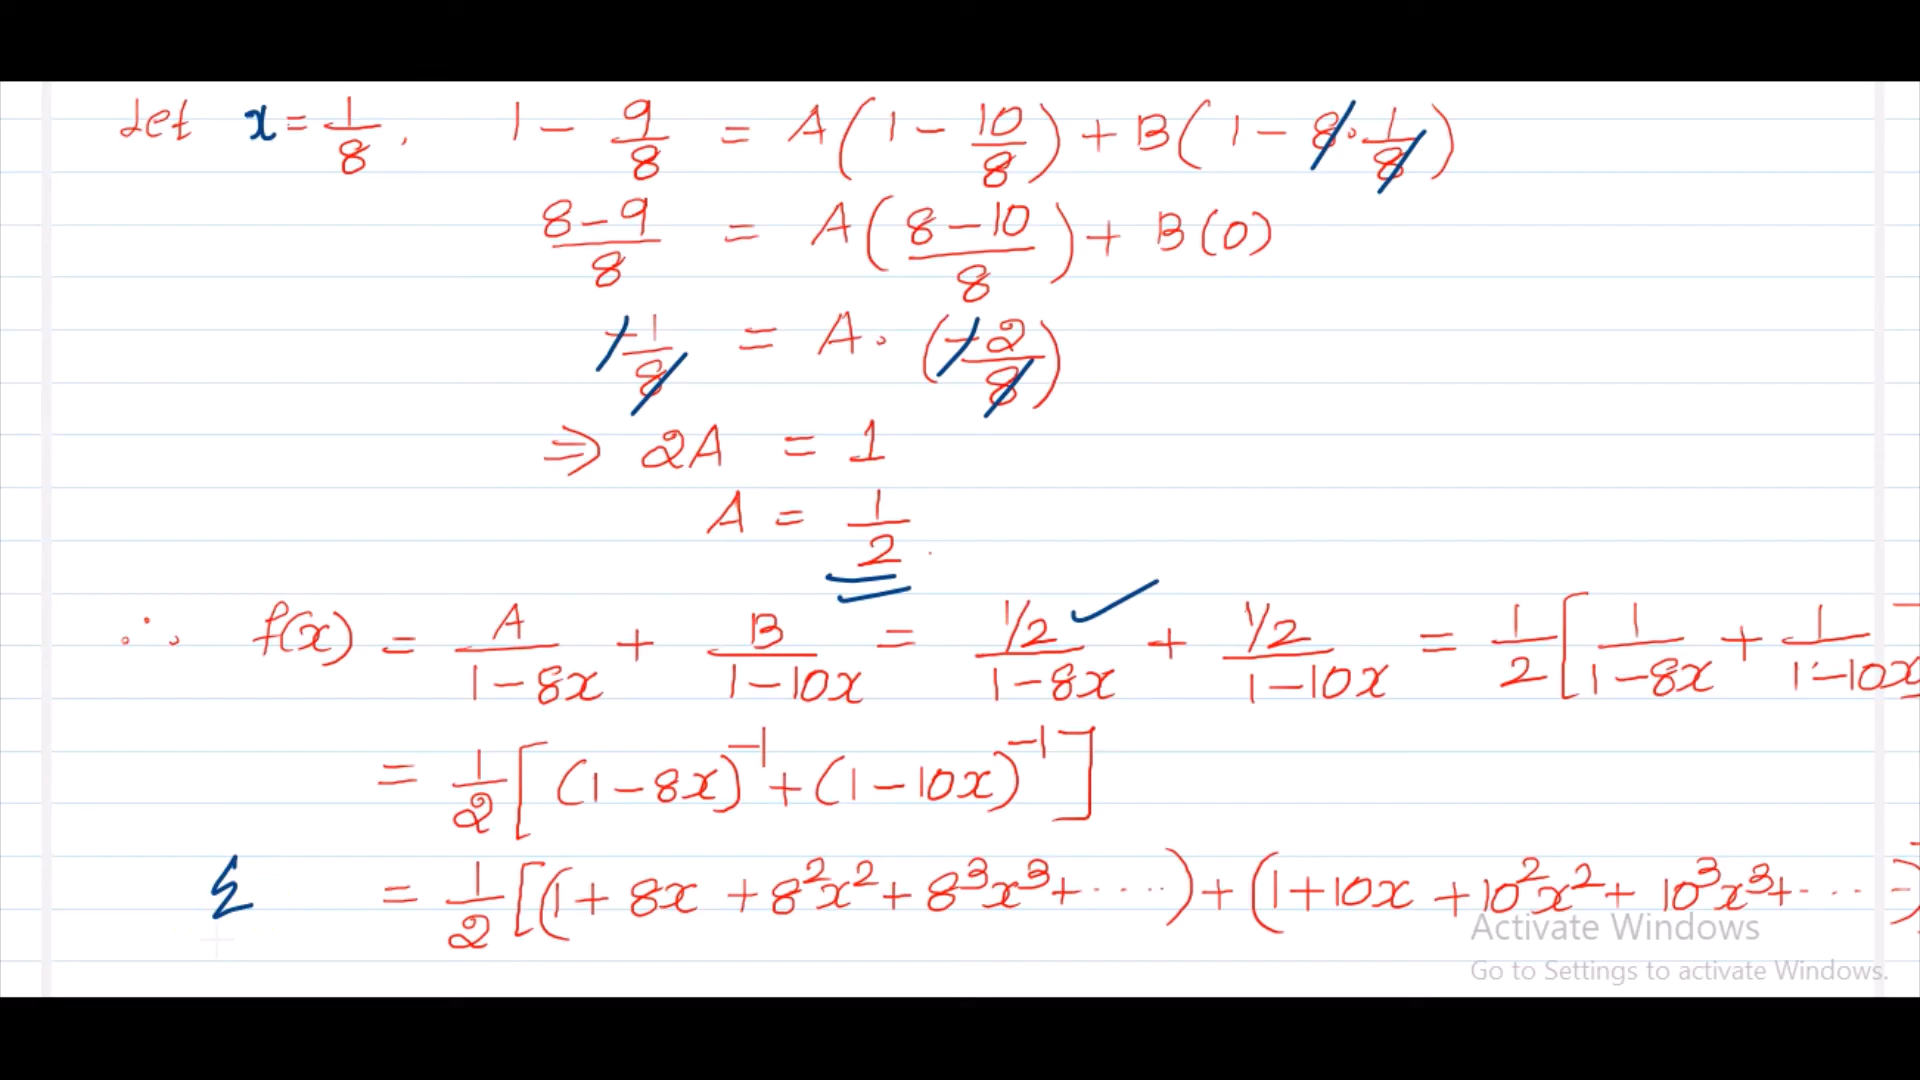 Let x = 1/8, 1 - 9/8 = A(1 - 10/8) + B(1 - 8·1/8)
(8-9)/8 = A((8-10)/8) + B(0)
-1/8 = A·(-2/8)
⇒ 2A = 1
A = 1/2
∴ f(x) = A/(1-8x) + B/(1-10x) = (1/2)/(1-8x) + (1/2)/(1-10x) = 1/2[1/(1-8x) + 1/(1-10x)
= 1/2[(1-8x)⁻¹ + (1-10x)⁻¹]
Σ = 1/2[(1 + 8x + 8²x² + 8³x³ + ·····) + (1 + 10x + 10²x² + 10³x³ + ····)
Activate Windows
Go to Settings to activate Windows.